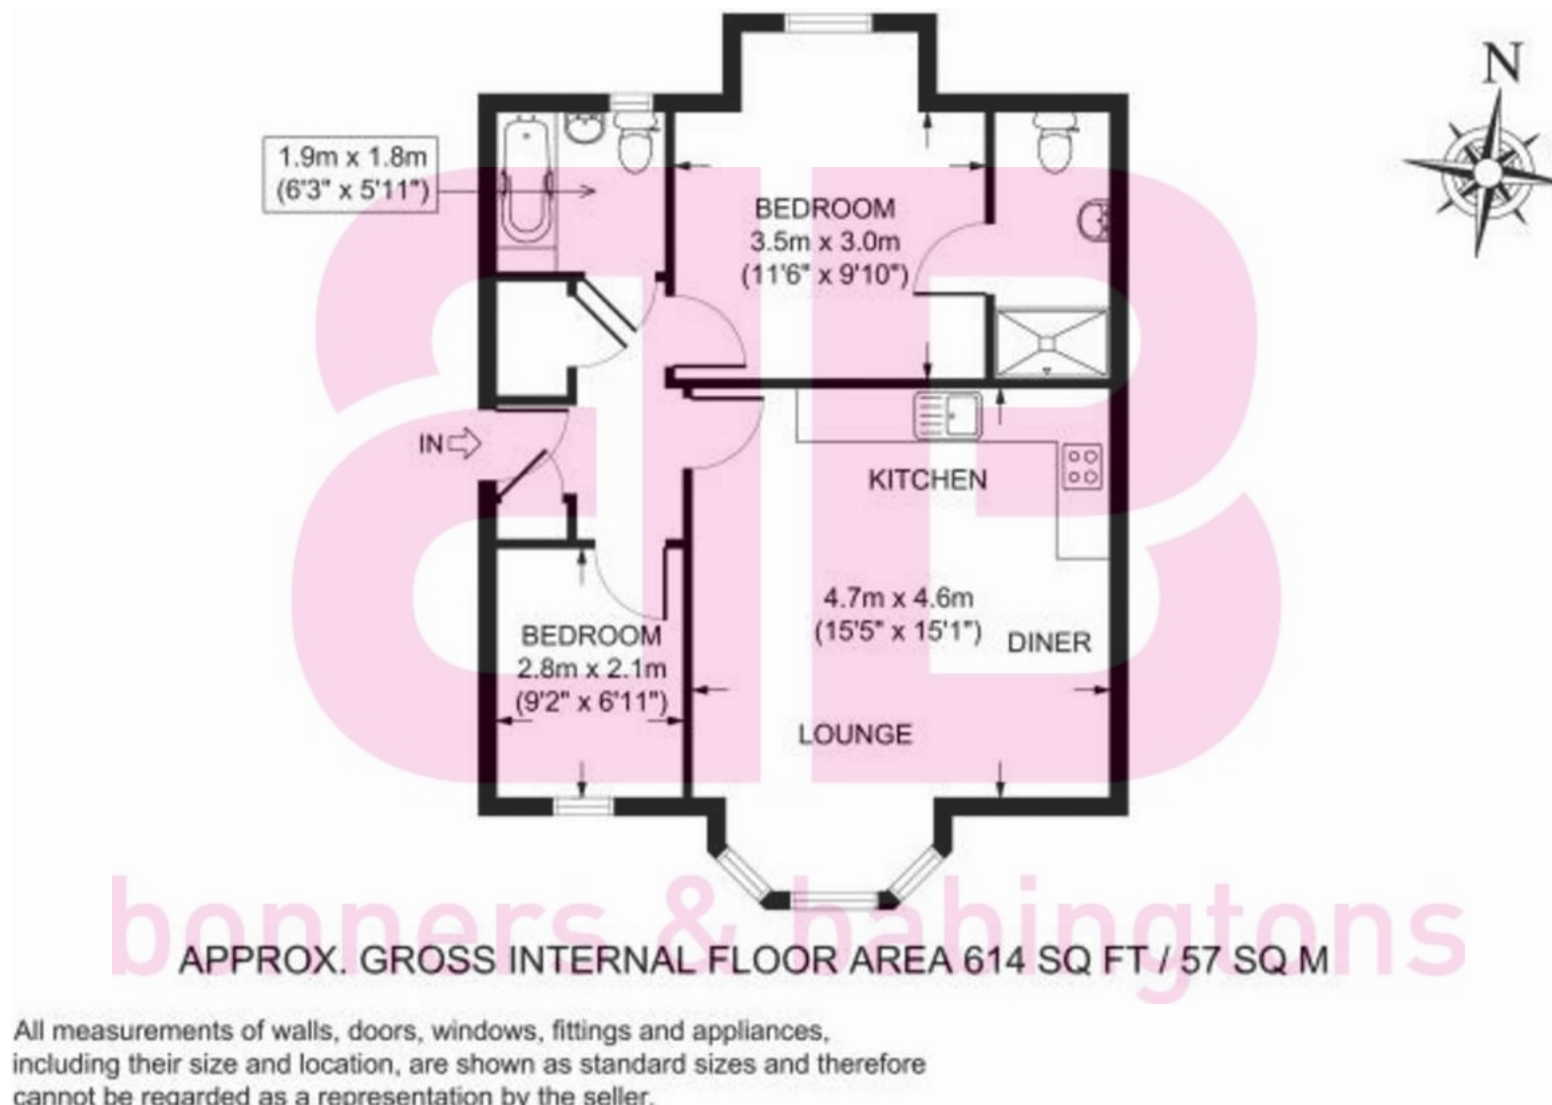 N
1.9m x 1.8m
(6'3" x 5'11")
BEDROOM
3.5m x 3.0m
(11'6" x 9'10")
IN
KITCHEN
4.7m x 4.6m
(15'5" x 15'1")
DINER
BEDROOM
2.8m x 2.1m
(9'2" x 6'11")
LOUNGE
bonners & babingtons
APPROX. GROSS INTERNAL FLOOR AREA 614 SQ FT / 57 SQ M
All measurements of walls, doors, windows, fittings and appliances,
including their size and location, are shown as standard sizes and therefore
cannot be regarded as a representation by the seller.